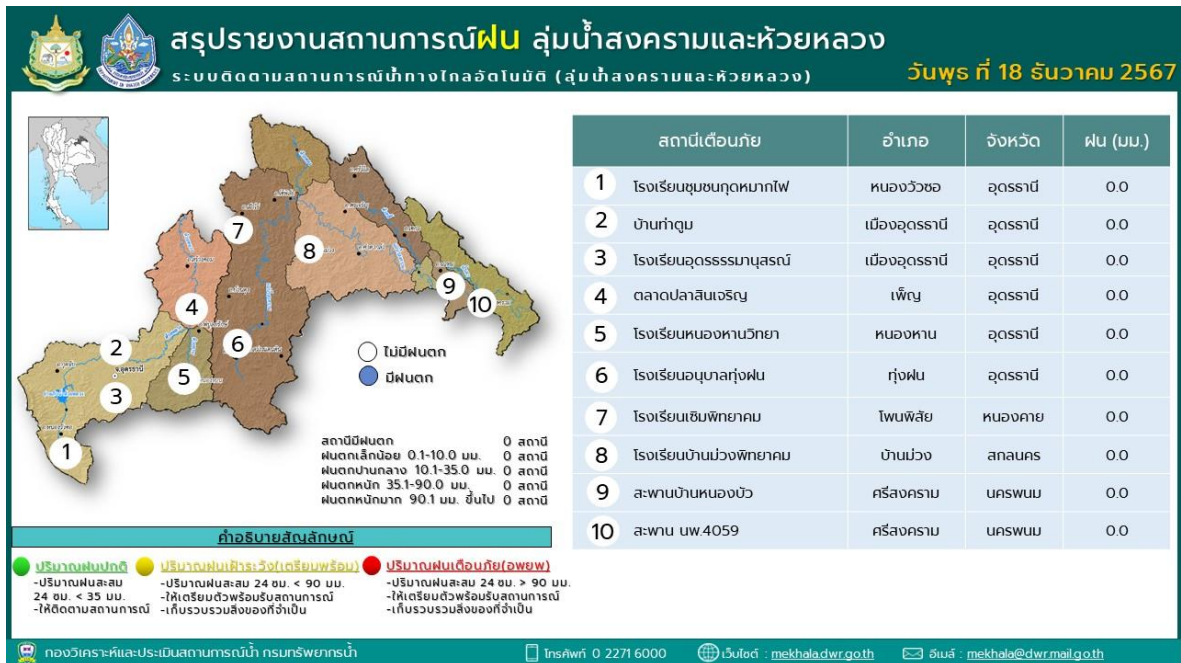 สรุปรายงานสถานการณ์ฝน ลุ่มน้ำสงครามและห้วยหลวง
ระบบติดตามสถานการณ์น้ำทางไกลอัตโนมัติ (ลุ่มน้ำสงครามและห้วยหลวง)
วันพุธ ที่ 18 ธันวาคม 2567
สถานีเตือนภัย อำเภอ จังหวัด ฝน (มม.)
1 โรงเรียนชุมชนกุดหมากไฟ หนองวัวซอ อุดรธานี 0.0
2 บ้านท่าตูม เมืองอุดรธานี อุดรธานี 0.0
3 โรงเรียนอุดรธรรมานุสรณ์ เมืองอุดรธานี อุดรธานี 0.0
4 ตลาดปลาสินเจริญ เพ็ญ อุดรธานี 0.0
5 โรงเรียนหนองหานวิทยา หนองหาน อุดรธานี 0.0
6 โรงเรียนอนุบาลทุ่งฝน ทุ่งฝน อุดรธานี 0.0
7 โรงเรียนเซิมพิทยาคม โพนพิสัย หนองคาย 0.0
8 โรงเรียนบ้านม่วงพิทยาคม บ้านม่วง สกลนคร 0.0
9 สะพานบ้านหนองบัว ศรีสงคราม นครพนม 0.0
10 สะพาน นพ.4059 ศรีสงคราม นครพนม 0.0
7
8
9
10
4
2
6
5
3
1
จ.อุดรธานี
ไม่มีฝนตก
มีฝนตก
สถานีมีฝนตก 0 สถานี
ฝนตกเล็กน้อย 0.1-10.0 มม. 0 สถานี
ฝนตกปานกลาง 10.1-35.0 มม. 0 สถานี
ฝนตกหนัก 35.1-90.0 มม. 0 สถานี
ฝนตกหนักมาก 90.1 มม. ขึ้นไป 0 สถานี
คำอธิบายสัญลักษณ์
ปริมาณฝนปกติ
-ปริมาณฝนสะสม
24 ชม. < 35 มม.
-ให้ติดตามสถานการณ์
ปริมาณฝนเฝ้าระวัง(เตรียมพร้อม)
-ปริมาณฝนสะสม 24 ชม. < 90 มม.
-ให้เตรียมตัวพร้อมรับสถานการณ์
-เก็บรวบรวมสิ่งของที่จำเป็น
ปริมาณฝนเตือนภัย(อพยพ)
-ปริมาณฝนสะสม 24 ชม. > 90 มม.
-ให้เตรียมตัวพร้อมรับสถานการณ์
-เก็บรวบรวมสิ่งของที่จำเป็น
กองวิเคราะห์และประเมินสถานการณ์น้ำ กรมทรัพยากรน้ำ
โทรศัพท์ 0 2271 6000
เว็บไซต์ : mekhala.dwr.go.th
อีเมล์ : mekhala@dwr.mail.go.th